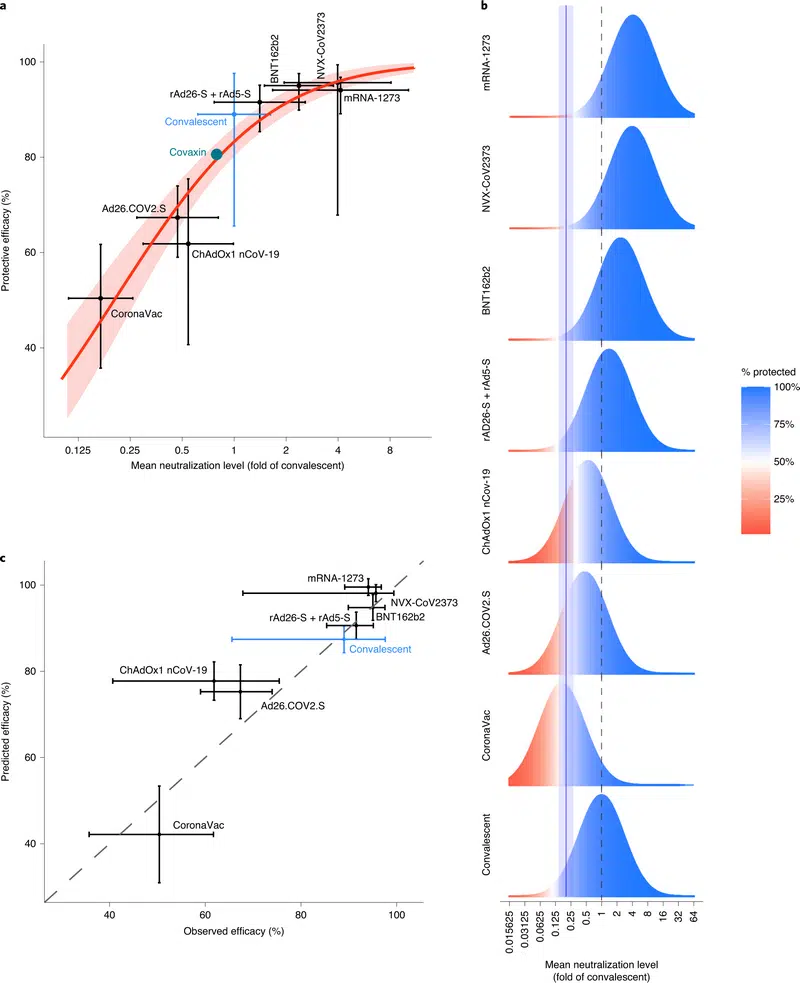 a
Protective efficacy (%)
100
80
60
40
BNT162b2
NVX-CoV2373
rAd26-S + rAd5-S
mRNA-1273
Convalescent
Covaxin
Ad26.COV2.S
ChAdOx1 nCoV-19
CoronaVac
0.125 0.25 0.5 1 2 4 8
Mean neutralization level (fold of convalescent)
b
mRNA-1273
NVX-CoV2373
BNT162b2
rAD26-S + rAd5-S
ChAdOx1 nCov-19
Ad26.COV2.S
CoronaVac
Convalescent
0.015625 0.03125 0.0625 0.125 0.25 0.5 1 2 4 8 16 32 64
Mean neutralization level
(fold of convalescent)
% protected
100%
75%
50%
25%
c
Predicted efficacy (%)
100
80
60
40
mRNA-1273
NVX-CoV2373
rAd26-S + rAd5-S
BNT162b2
Convalescent
ChAdOx1 nCoV-19
Ad26.COV2.S
CoronaVac
40 60 80 100
Observed efficacy (%)